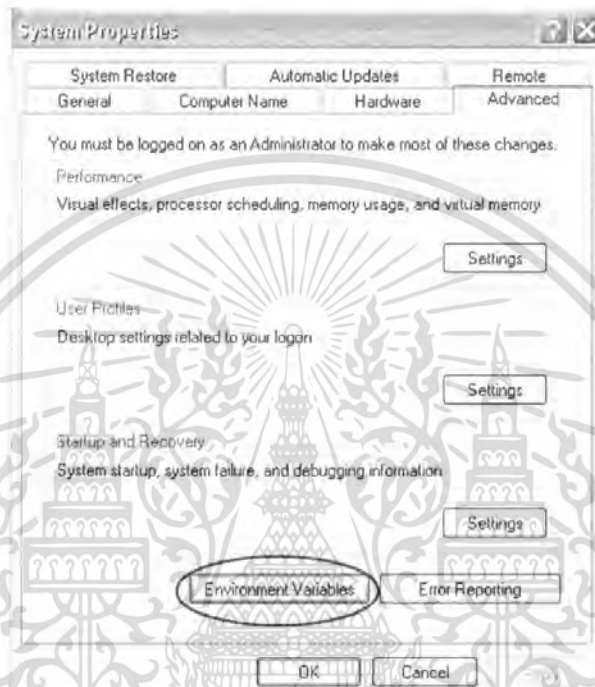 System Properties
System Restore Automatic Updates Remote
General Computer Name Hardware Advanced
You must be logged on as an Administrator to make most of these changes.
Performance
Visual effects, processor scheduling, memory usage, and virtual memory
Settings
User Profiles
Desktop settings related to your logon
Settings
Startup and Recovery
System startup, system failure, and debugging information
Settings
Environment Variables Error Reporting
OK Cancel